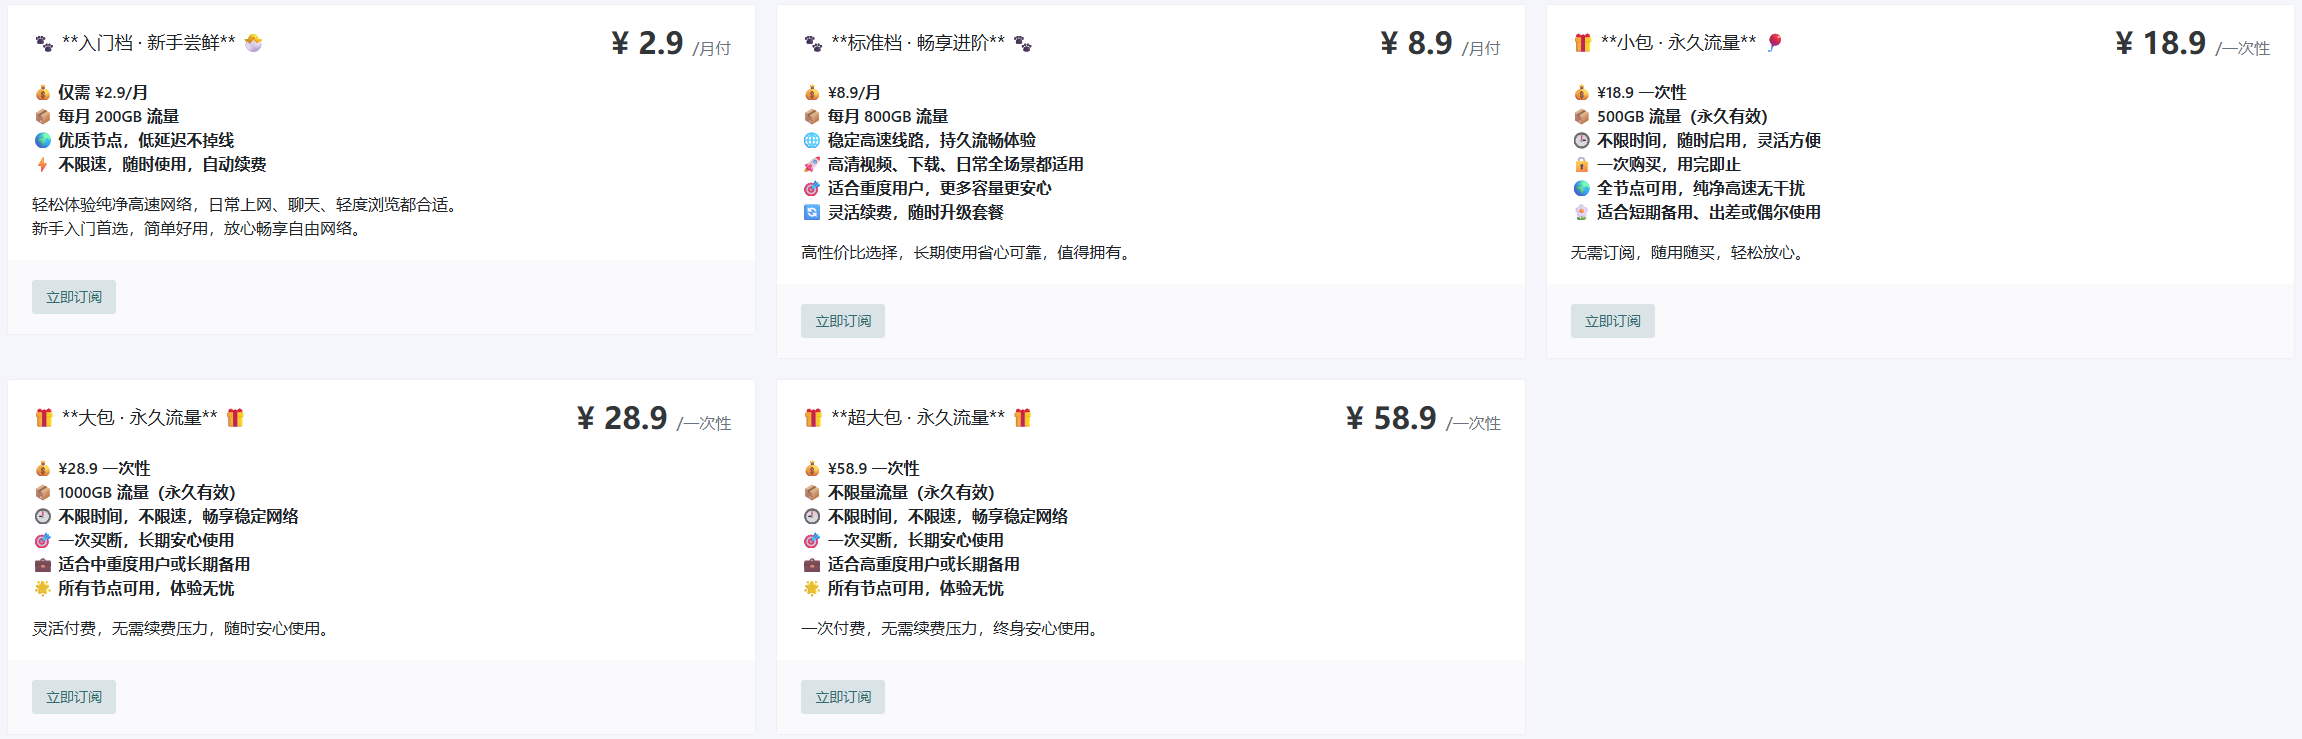 **入门档 · 新手尝鲜**
¥ 2.9 /月付
仅需 ¥2.9/月
每月 200GB 流量
优质节点，低延迟不掉线
不限速，随时使用，自动续费
轻松体验纯净高速网络，日常上网、聊天、轻度浏览都合适。
新手入门首选，简单好用，放心畅享自由网络。
立即订阅
**标准档 · 畅享进阶**
¥ 8.9 /月付
¥8.9/月
每月 800GB 流量
稳定高速线路，持久流畅体验
高清视频、下载、日常全场景都适用
适合重度用户，更多容量更安心
灵活续费，随时升级套餐
高性价比选择，长期使用省心可靠，值得拥有。
立即订阅
**小包 · 永久流量**
¥ 18.9 /一次性
¥18.9 一次性
500GB 流量（永久有效）
不限时间，随时启用，灵活方便
一次购买，用完即止
全节点可用，纯净高速无干扰
适合短期备用、出差或偶尔使用
无需订阅，随用随买，轻松放心。
立即订阅
**大包 · 永久流量**
¥ 28.9 /一次性
¥28.9 一次性
1000GB 流量（永久有效）
不限时间，不限速，畅享稳定网络
一次买断，长期安心使用
适合中重度用户或长期备用
所有节点可用，体验无忧
灵活付费，无需续费压力，随时安心使用。
立即订阅
**超大包 · 永久流量**
¥ 58.9 /一次性
¥58.9 一次性
不限量流量（永久有效）
不限时间，不限速，畅享稳定网络
一次买断，长期安心使用
适合高重度用户或长期备用
所有节点可用，体验无忧
一次付费，无需续费压力，终身安心使用。
立即订阅